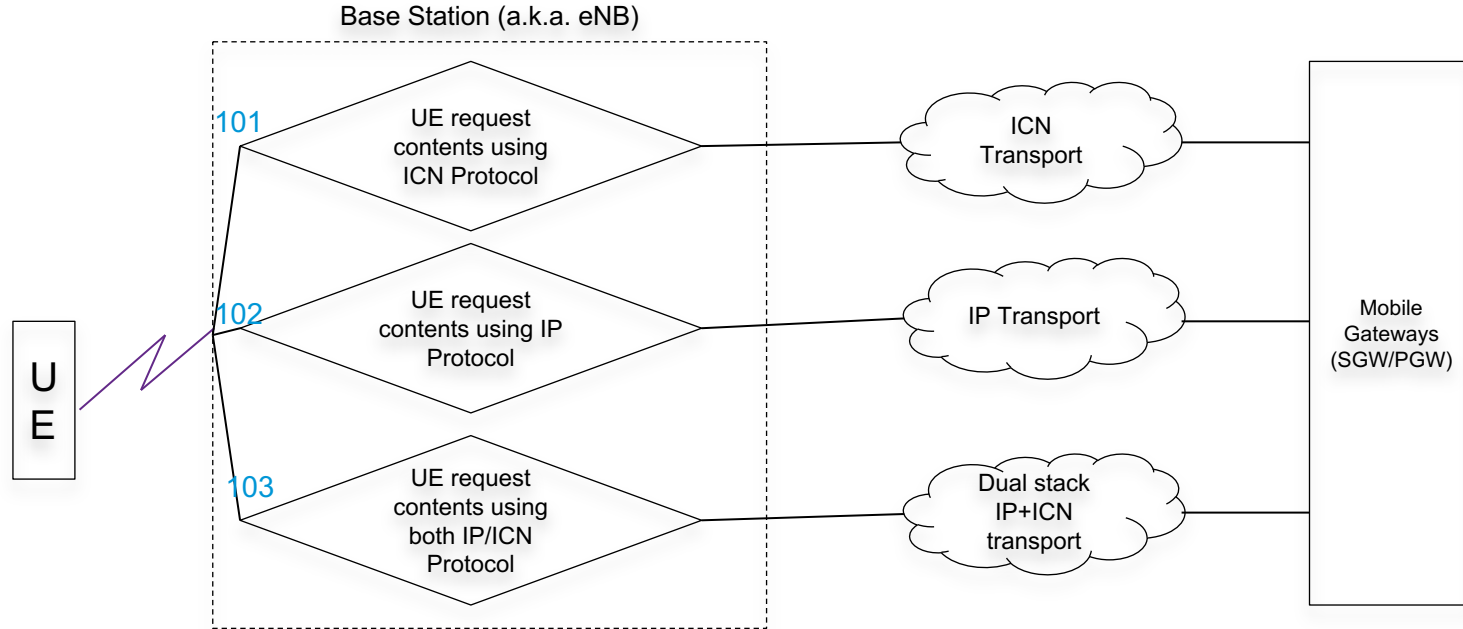 Base Station (a.k.a. eNB)
101
UE request
contents using
ICN Protocol
ICN
Transport
102
UE request
contents using IP
Protocol
IP Transport
Mobile
Gateways
(SGW/PGW)
U
E
103
UE request
contents using
both IP/ICN
Protocol
Dual stack
IP+ICN
transport